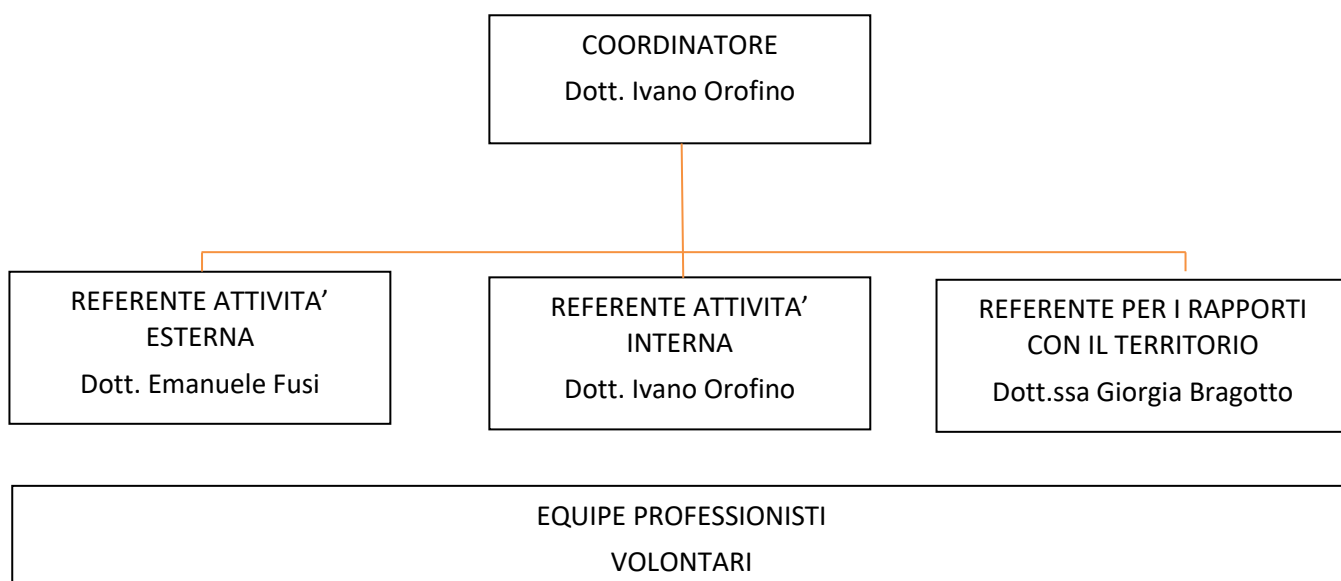 COORDINATORE
Dott. Ivano Orofino
REFERENTE ATTIVITA’
ESTERNA
Dott. Emanuele Fusi
REFERENTE ATTIVITA’
INTERNA
Dott. Ivano Orofino
REFERENTE PER I RAPPORTI
CON IL TERRITORIO
Dott.ssa Giorgia Bragotto
EQUIPE PROFESSIONISTI
VOLONTARI